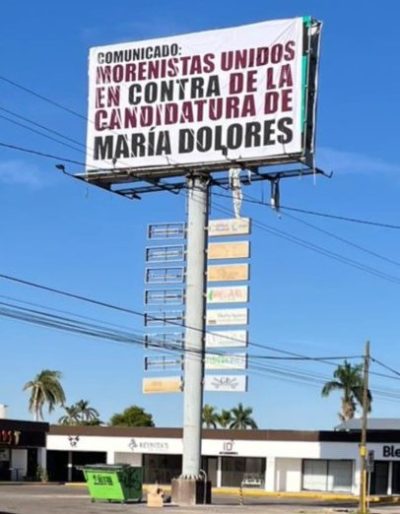 COMUNICADO:
MORENISTAS UNIDOS
EN CONTRA DE LA
CANDIDATURA DE
MARÍA DOLORES